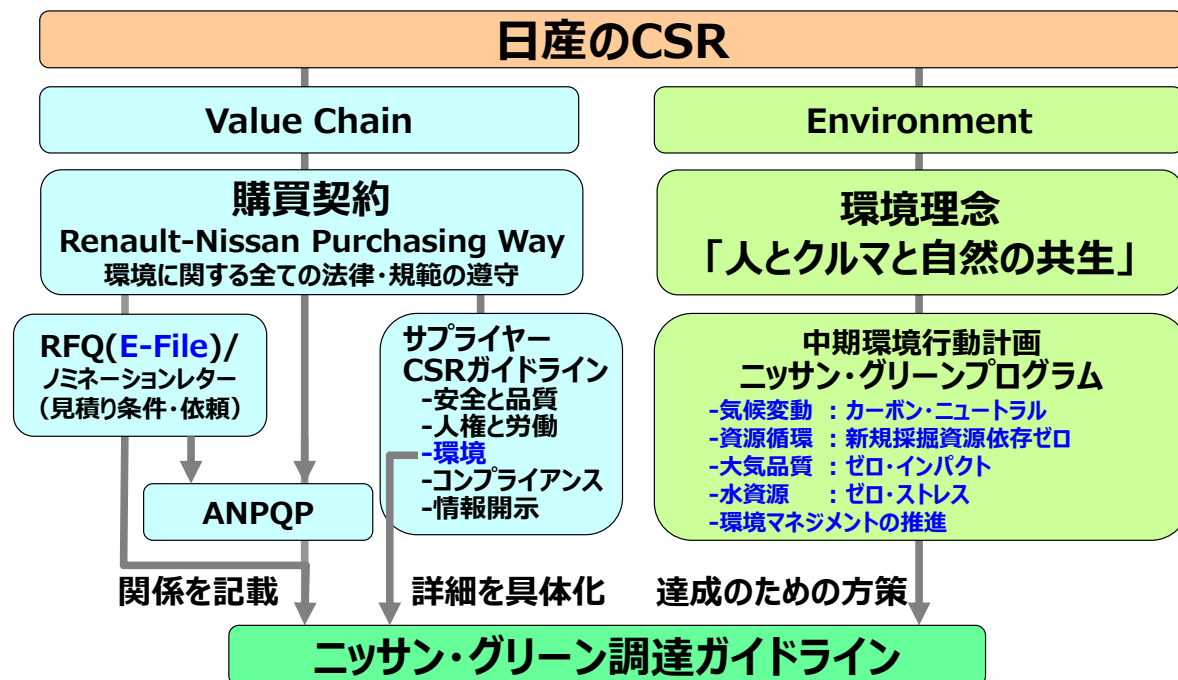 日産のCSR
Value Chain
購買契約
Renault-Nissan Purchasing Way
環境に関する全ての法律・規範の遵守
RFQ(E-File)/
ノミネーションレター
(見積り条件・依頼)
ANPQP
サプライヤー
CSRガイドライン
-安全と品質
-人権と労働
-環境
-コンプライアンス
-情報開示
Environment
環境理念
「人とクルマと自然の共生」
中期環境行動計画
ニッサン・グリーンプログラム
-気候変動 : カーボン・ニュートラル
-資源循環 : 新規採掘資源依存ゼロ
-大気品質 : ゼロ・インパクト
-水資源 : ゼロ・ストレス
-環境マネジメントの推進
関係を記載
詳細を具体化
達成のための方策
ニッサン・グリーン調達ガイドライン